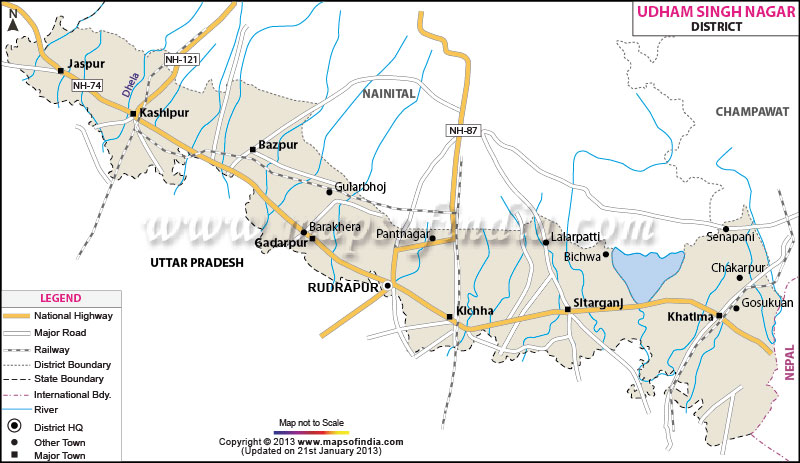 UDHAM SINGH NAGAR
DISTRICT
N
Jaspur
NH-74
Dhela
NH-121
Kashipur
NAINITAL
CHAMPAWAT
NH-87
Bazpur
Gularbhoj
www.mapsofindia.com
Barakhera
Gadarpur
Pantnagar
Lalarpatti
Bichwa
Senapani
UTTAR PRADESH
Chakarpur
RUDRAPUR
Kichha
Sitarganj
Gosukuan
Khatima
NEPAL
LEGEND
National Highway
Major Road
Railway
District Boundary
State Boundary
International Bdy.
River
District HQ
Other Town
Major Town
Map not to Scale
Copyright © 2013 www.mapsofindia.com
(Updated on 21st January 2013)